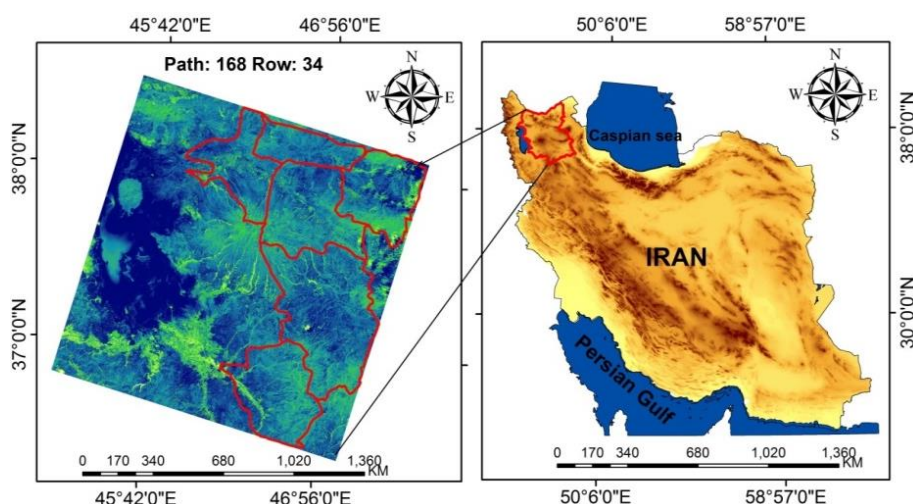 45°42'0"E
46°56'0"E
Path: 168 Row: 34
N
W
E
S
38°0'0"N
37°0'0"N
0 170 340 680 1,020 1,360
KM
45°42'0"E
46°56'0"E
50°6'0"E
58°57'0"E
N
W
E
S
Caspian sea
38°0'0"N
IRAN
30°0'0"N
Persian Gulf
0 170 340 680 1,020 1,360
KM
50°6'0"E
58°57'0"E